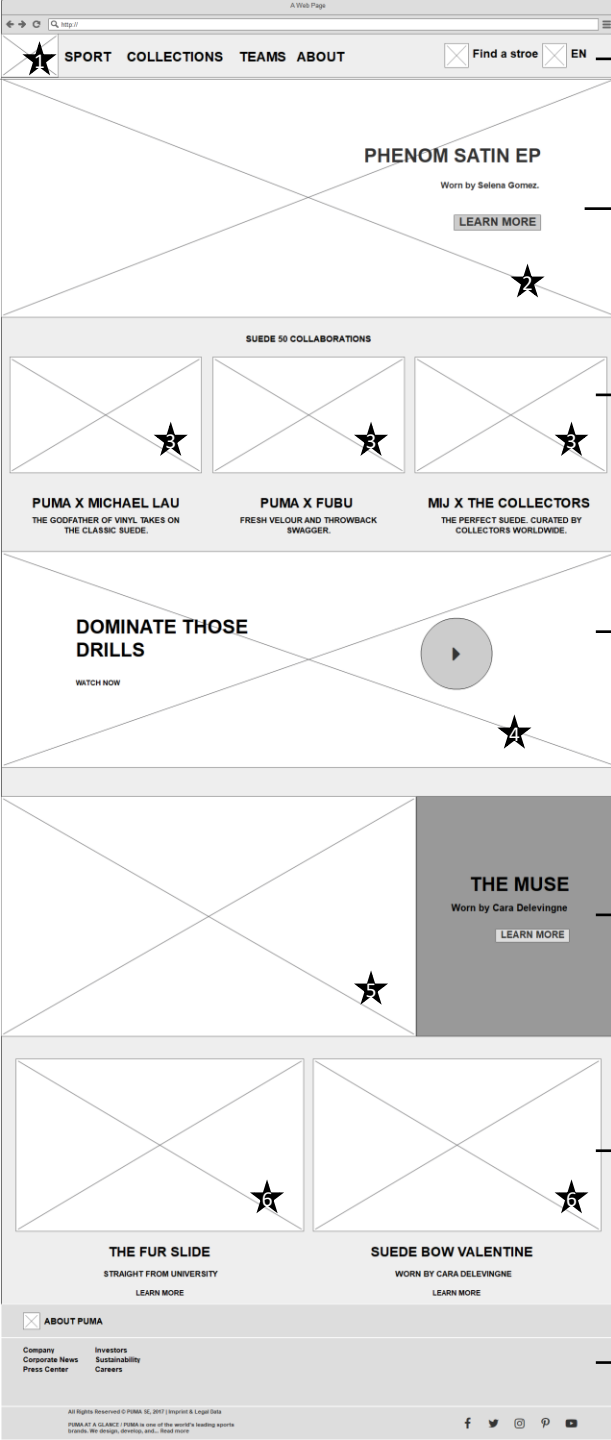 A Web Page
http://
1
SPORT COLLECTIONS TEAMS ABOUT Find a stroe EN
PHENOM SATIN EP
Worn by Selena Gomez.
LEARN MORE
2
SUEDE 50 COLLABORATIONS
3 3 3
PUMA X MICHAEL LAU
THE GODFATHER OF VINYL TAKES ON
THE CLASSIC SUEDE.
PUMA X FUBU
FRESH VELOUR AND THROWBACK
SWAGGER.
MIJ X THE COLLECTORS
THE PERFECT SUEDE. CURATED BY
COLLECTORS WORLDWIDE.
DOMINATE THOSE
DRILLS
WATCH NOW
4
THE MUSE
Worn by Cara Delevingne
LEARN MORE
5
6 6
THE FUR SLIDE
STRAIGHT FROM UNIVERSITY
LEARN MORE
SUEDE BOW VALENTINE
WORN BY CARA DELEVINGNE
LEARN MORE
ABOUT PUMA
Company
Corporate News
Press Center
Investors
Sustainability
Careers
All Rights Reserved © PUMA SE, 2017 | Imprint & Legal Data
PUMA AT A GLANCE / PUMA is one of the world's leading sports
brands. We design, develop, and... Read more